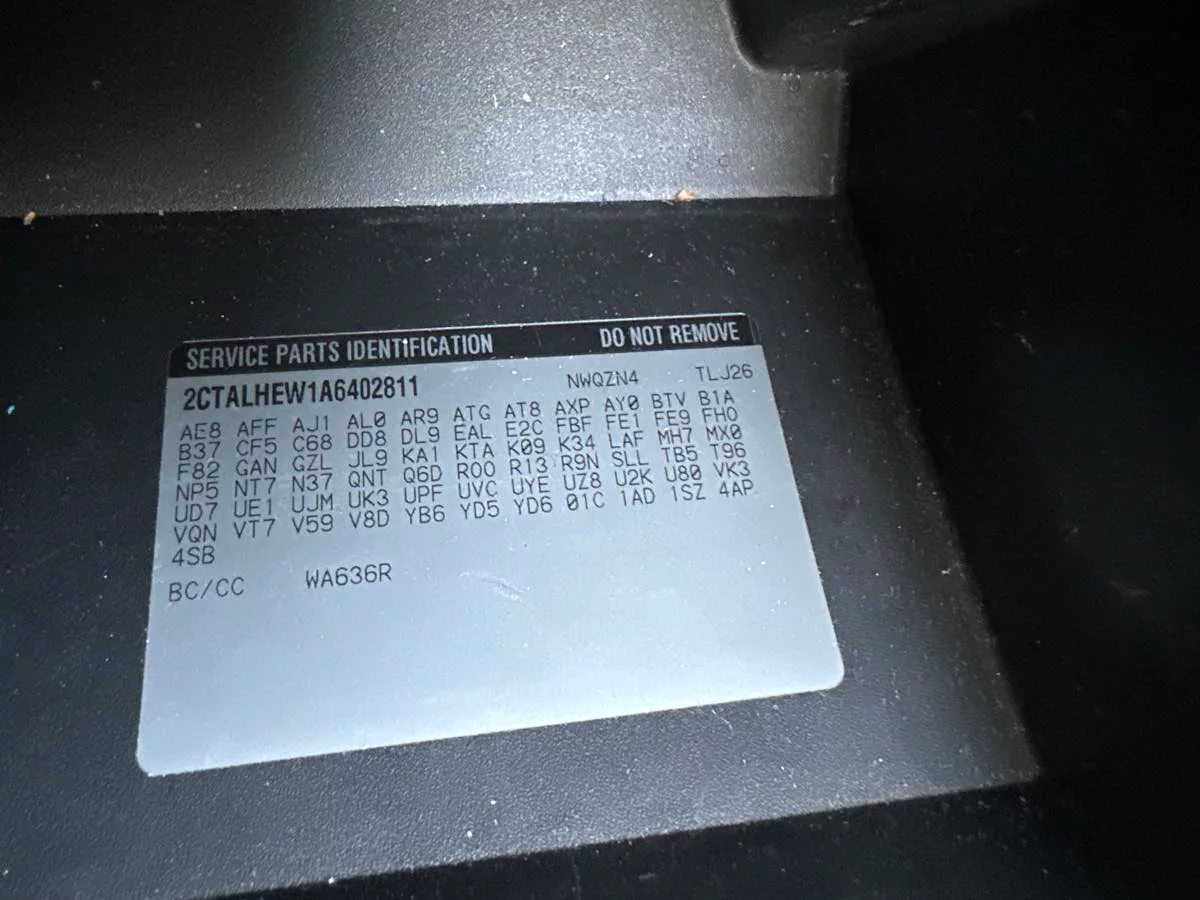 SERVICE PARTS IDENTIFICATION DO NOT REMOVE
2CTALHEW1A6402811 NWQZN4 TLJ26
AE8 AFF AJ1 AL0 AR9 ATG AT8 AXP AY0 BTV B1A
B37 CF5 C68 DD8 DL9 EAL E2C FBF FE1 FE9 FHO
F82 GAN GZL JL9 KA1 KTA K09 K34 LAF MH7 MX0
NP5 NT7 N37 QNT Q6D R00 R13 R9N SLL TB5 T96
UD7 UE1 UJM UK3 UPF UVC UYE UZ8 U2K U80 VK3
VQN VT7 V59 V8D YB6 YD5 YD6 01C 1AD 1SZ 4AP
4SB
BC/CC WA636R